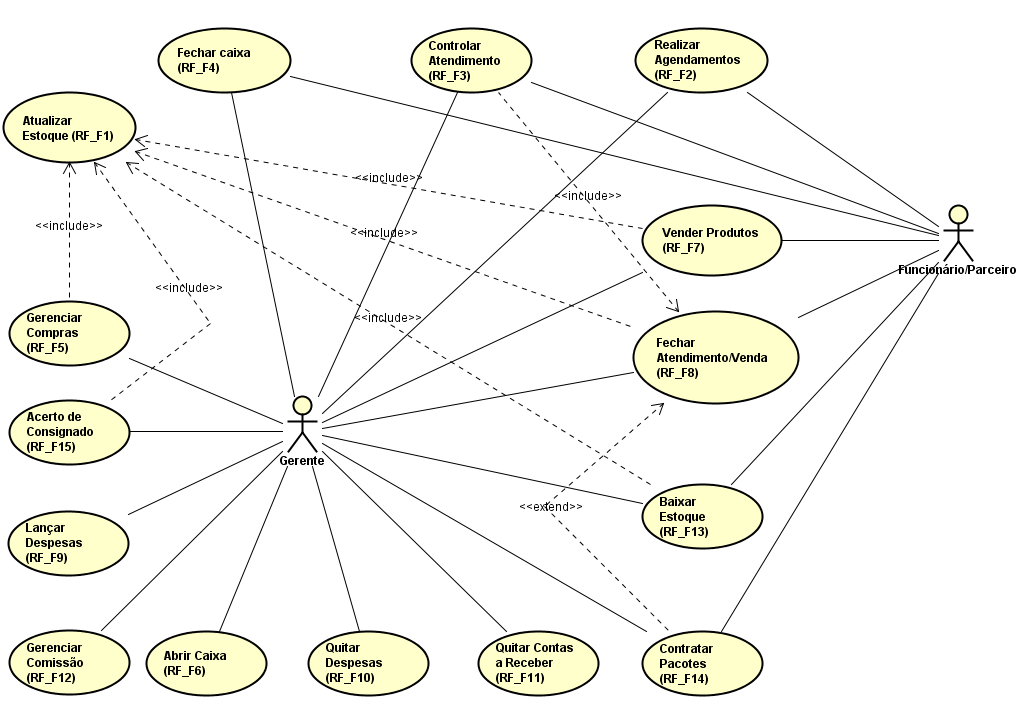 Fechar caixa
(RF_F4)
Controlar
Atendimento
(RF_F3)
Realizar
Agendamentos
(RF_F2)
Atualizar
Estoque (RF_F1)
<<include>>
<<include>>
<<include>>
<<include>>
<<include>>
<<include>>
Vender Produtos
(RF_F7)
Funcionário/Parceiro
Gerenciar
Compras
(RF_F5)
Fechar
Atendimento/Venda
(RF_F8)
Acerto de
Consignado
(RF_F15)
Gerente
Lançar
Despesas
(RF_F9)
<<extend>>
Baixar
Estoque
(RF_F13)
Gerenciar
Comissão
(RF_F12)
Abrir Caixa
(RF_F6)
Quitar
Despesas
(RF_F10)
Quitar Contas
a Receber
(RF_F11)
Contratar
Pacotes
(RF_F14)